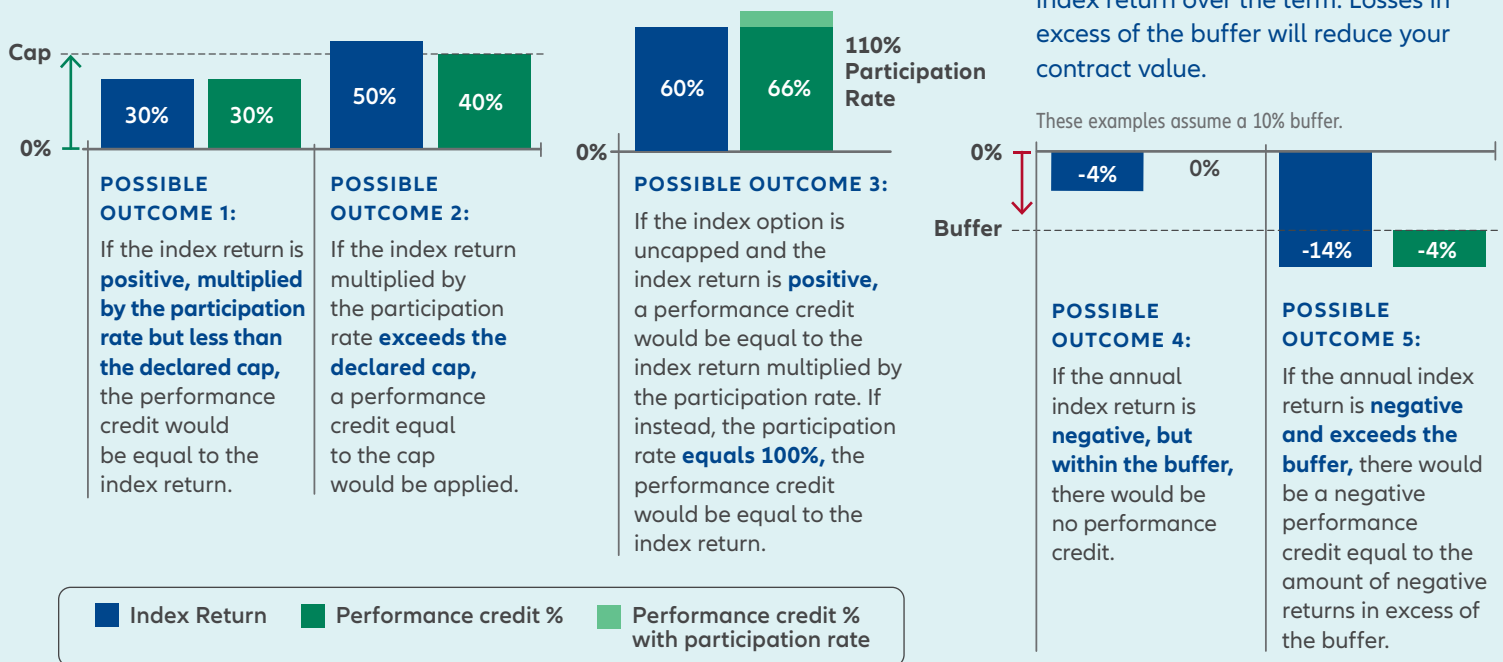 Cap
0%
30%
30%
50%
40%
POSSIBLE
OUTCOME 1:
If the index return is
positive, multiplied
by the participation
rate but less than
the declared cap,
the performance
credit would
be equal to the
index return.
POSSIBLE
OUTCOME 2:
If the index return
multiplied by
the participation
rate exceeds the
declared cap,
a performance
credit equal
to the cap
would be applied.
0%
60%
66%
110%
Participation
Rate
POSSIBLE OUTCOME 3:
If the index option is
uncapped and the
index return is positive,
a performance credit
would be equal to the
index return multiplied by
the participation rate. If
instead, the participation
rate equals 100%, the
performance credit
would be equal to the
index return.
index return over the term. Losses in
excess of the buffer will reduce your
contract value.
These examples assume a 10% buffer.
0%
Buffer
-4%
0%
-14%
-4%
POSSIBLE
OUTCOME 4:
If the annual
index return is
negative, but
within the buffer,
there would be
no performance
credit.
POSSIBLE
OUTCOME 5:
If the annual index
return is negative
and exceeds the
buffer, there would
be a negative
performance
credit equal to the
amount of negative
returns in excess of
the buffer.
Index Return
Performance credit %
Performance credit %
with participation rate